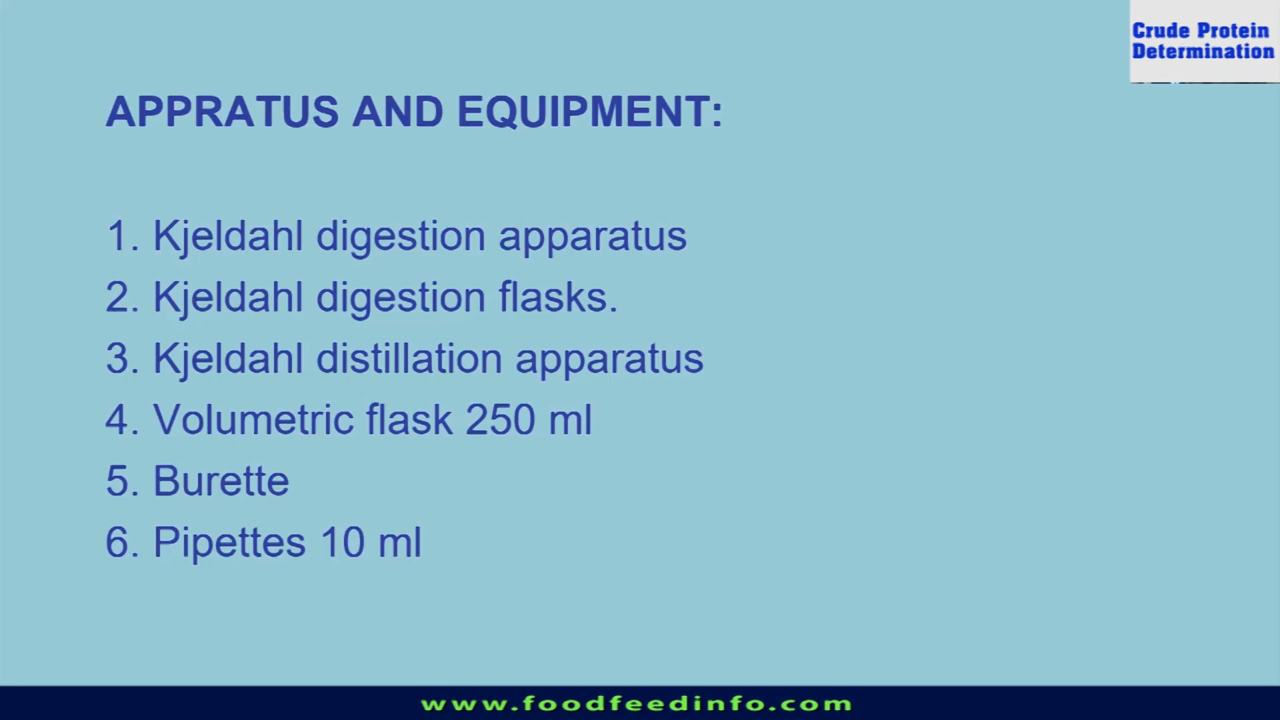 Crude Protein
Determination
APPRATUS AND EQUIPMENT:
1. Kjeldahl digestion apparatus
2. Kjeldahl digestion flasks.
3. Kjeldahl distillation apparatus
4. Volumetric flask 250 ml
5. Burette
6. Pipettes 10 ml
www.foodfeedinfo.com